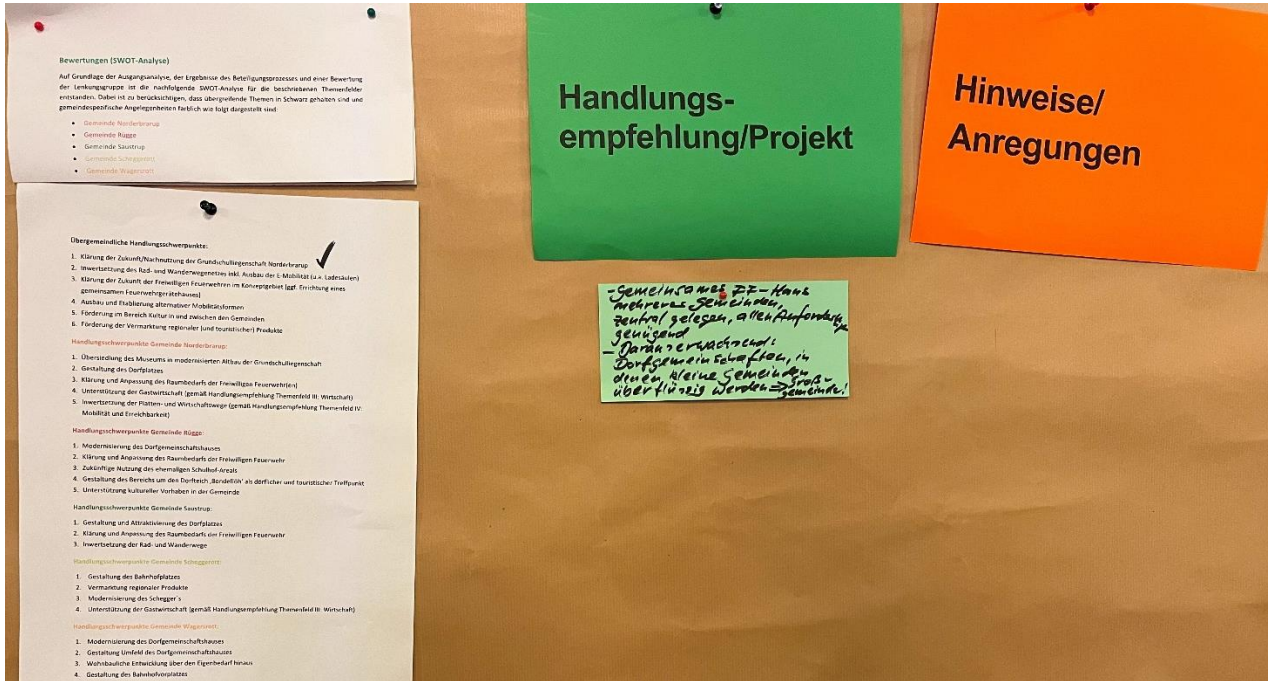 Bewertungen (SWOT-Analyse)
Auf Grundlage der Ausgangsanalyse, der Ergebnisse des Beteiligungsprozesses und einer Bewertung
der Lenkungsgruppe ist die nachfolgende SWOT-Analyse für die beschriebenen Themenfelder
entstanden. Dabei ist zu berücksichtigen, dass übergreifende Themen in Schwarz gehalten sind und
gemeindespezifische Angelegenheiten farblich wie folgt dargestellt sind:
• Gemeinde Norderbrarup
• Gemeinde Rügge
• Gemeinde Saustrup
• Gemeinde Scheggerott
• Gemeinde Wagersrott
Übergemeindliche Handlungsschwerpunkte:
1. Klärung der Zukunft/Nachnutzung der Grundschulliegenschaft Norderbrarup
2. Inwertsetzung des Rad- und Wanderwegenetzes inkl. Ausbau der E-Mobilität (u.a. Ladesäulen)
3. Klärung der Zukunft der Freiwilligen Feuerwehren im Konzeptgebiet (ggf. Errichtung eines
gemeinsamen Feuerwehrgerätehauses)
4. Ausbau und Etablierung alternativer Mobilitätsformen
5. Förderung im Bereich Kultur in und zwischen den Gemeinden
6. Förderung der Vermarktung regionaler (und touristischer) Produkte
Handlungsschwerpunkte Gemeinde Norderbrarup:
1. Übersiedlung des Museums in modernisierten Altbau der Grundschulliegenschaft
2. Gestaltung des Dorfplatzes
3. Klärung und Anpassung des Raumbedarfs der Freiwilligen Feuerwehr(en)
4. Unterstützung der Gastwirtschaft (gemäß Handlungsempfehlung Themenfeld III: Wirtschaft)
5. Inwertsetzung der Platten- und Wirtschaftswege (gemäß Handlungsempfehlung Themenfeld IV:
Mobilität und Erreichbarkeit)
Handlungsschwerpunkte Gemeinde Rügge:
1. Modernisierung des Dorfgemeinschaftshauses
2. Klärung und Anpassung des Raumbedarfs der Freiwilligen Feuerwehr
3. Zukünftige Nutzung des ehemaligen Schulhof-Areals
4. Gestaltung des Bereichs um den Dorfteich als dörflicher und touristischer Treffpunkt
5. Unterstützung kultureller Vorhaben in der Gemeinde
Handlungsschwerpunkte Gemeinde Saustrup:
1. Gestaltung und Attraktivierung des Dorfplatzes
2. Klärung und Anpassung des Raumbedarfs der Freiwilligen Feuerwehr
3. Inwertsetzung der Rad- und Wanderwege
Handlungsschwerpunkte Gemeinde Scheggerott:
1. Gestaltung des Bahnhofplatzes
2. Vermarktung regionaler Produkte
3. Modernisierung des Schegger's
4. Unterstützung der Gastwirtschaft (gemäß Handlungsempfehlung Themenfeld III: Wirtschaft)
Handlungsschwerpunkte Gemeinde Wagersrott:
1. Modernisierung des Dorfgemeinschaftshauses
2. Gestaltung Umfeld des Dorfgemeinschaftshauses
3. Wohnbauliche Entwicklung über den Eigenbedarf hinaus
4. Gestaltung des Bahnhofvorplatzes
Handlungs-
empfehlung/Projekt
- Gemeinsames FF-Haus
mehrerer Gemeinden,
zentral gelegen, allen
genügend
- Daraus erwachsend:
Dorfgemeinschaften, in
denen kleine Gemeinden
überflüssig werden => Groß-
gemeinde!
Hinweise/
Anregungen